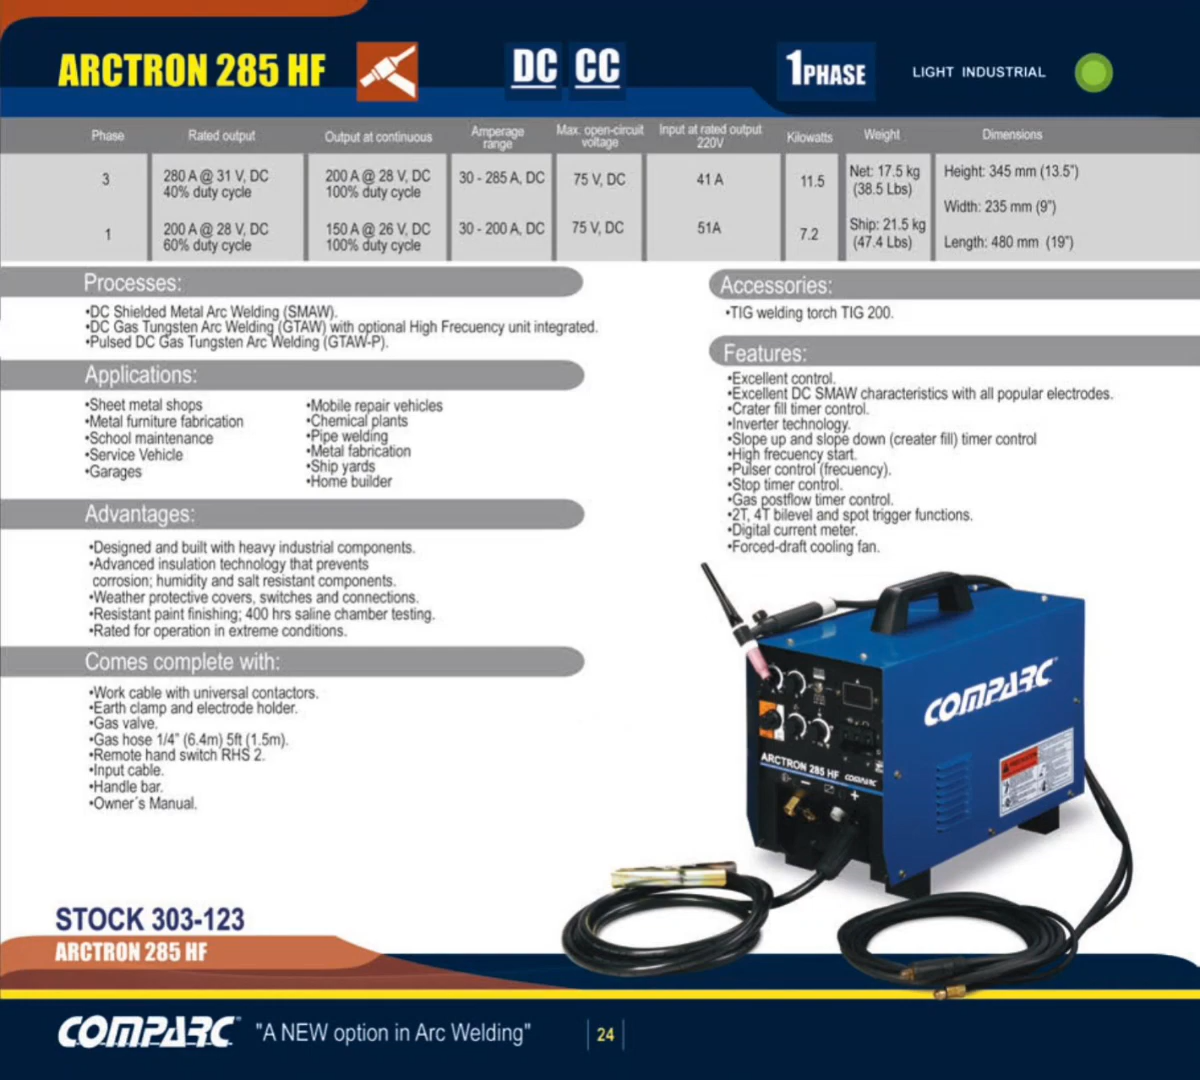 ARCTRON 285 HF
DC CC
1PHASE
LIGHT INDUSTRIAL
Phase Rated output Output at continuous Amperage range Max. open-circuit voltage Input at rated output 220V Kilowatts Weight Dimensions
3 280 A @ 31 V, DC 40% duty cycle 200 A @ 28 V, DC 100% duty cycle 30 - 285 A, DC 75 V, DC 41 A 11.5 Net: 17.5 kg (38.5 Lbs) Height: 345 mm (13.5")
Width: 235 mm (9")
1 200 A @ 28 V, DC 60% duty cycle 150 A @ 26 V, DC 100% duty cycle 30 - 200 A, DC 75 V, DC 51A 7.2 Ship: 21.5 kg (47.4 Lbs) Length: 480 mm (19")
Processes:
•DC Shielded Metal Arc Welding (SMAW).
•DC Gas Tungsten Arc Welding (GTAW) with optional High Frecuency unit integrated.
•Pulsed DC Gas Tungsten Arc Welding (GTAW-P).
Applications:
•Sheet metal shops
•Metal furniture fabrication
•School maintenance
•Service Vehicle
•Garages
•Mobile repair vehicles
•Chemical plants
•Pipe welding
•Metal fabrication
•Ship yards
•Home builder
Advantages:
•Designed and built with heavy industrial components.
•Advanced insulation technology that prevents
corrosion; humidity and salt resistant components.
•Weather protective covers, switches and connections.
•Resistant paint finishing; 400 hrs saline chamber testing.
•Rated for operation in extreme conditions.
Comes complete with:
•Work cable with universal contactors.
•Earth clamp and electrode holder.
•Gas valve.
•Gas hose 1/4" (6.4m) 5ft (1.5m).
•Remote hand switch RHS 2.
•Input cable.
•Handle bar.
•Owner´s Manual.
Accessories:
•TIG welding torch TIG 200.
Features:
•Excellent control.
•Excellent DC SMAW characteristics with all popular electrodes.
•Crater fill timer control.
•Inverter technology.
•Slope up and slope down (creater fill) timer control
•High frecuency start.
•Pulser control (frecuency).
•Stop timer control.
•Gas postflow timer control.
•2T, 4T bilevel and spot trigger functions.
•Digital current meter.
•Forced-draft cooling fan.
COMPARC
ARCTRON 285 HF COMPARC
- +
STOCK 303-123
ARCTRON 285 HF
COMPARC "A NEW option in Arc Welding" 24